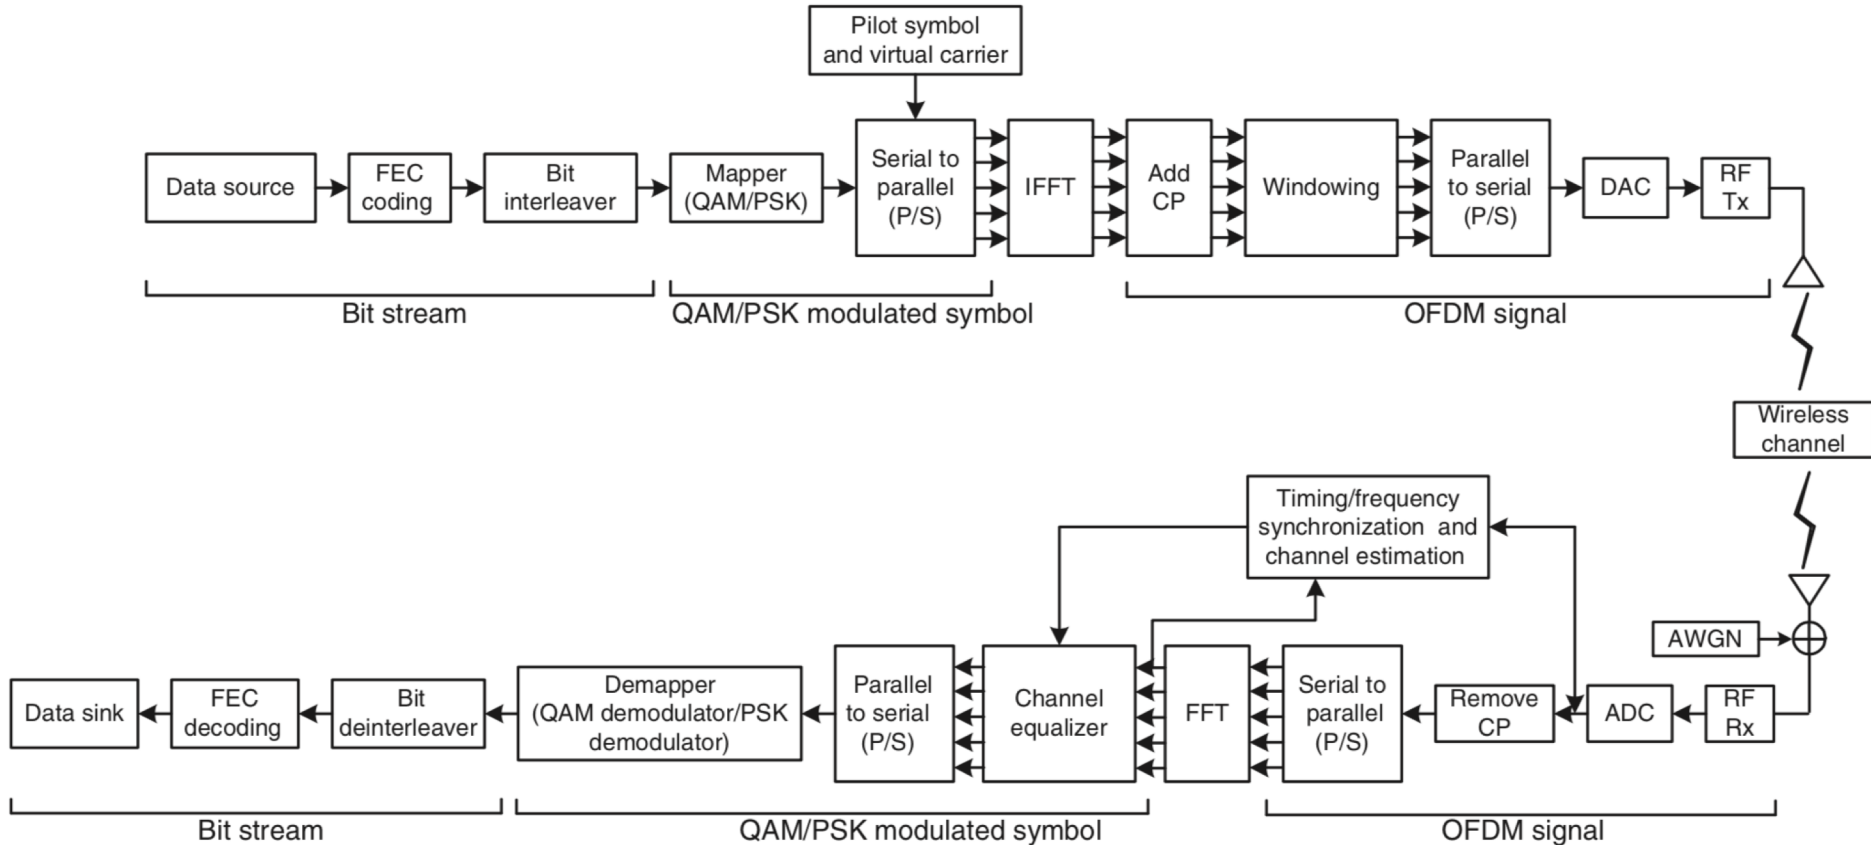 Pilot symbol
and virtual carrier
Data source
FEC
coding
Bit
interleaver
Mapper
(QAM/PSK)
Serial to
parallel
(P/S)
IFFT
Add
CP
Windowing
Parallel
to serial
(P/S)
DAC
RF
Tx
Bit stream
QAM/PSK modulated symbol
OFDM signal
Wireless
channel
Timing/frequency
synchronization and
channel estimation
AWGN
Data sink
FEC
decoding
Bit
deinterleaver
Demapper
(QAM demodulator/PSK
demodulator)
Parallel
to serial
(P/S)
Channel
equalizer
FFT
Serial to
parallel
(P/S)
Remove
CP
ADC
RF
Rx
Bit stream
QAM/PSK modulated symbol
OFDM signal